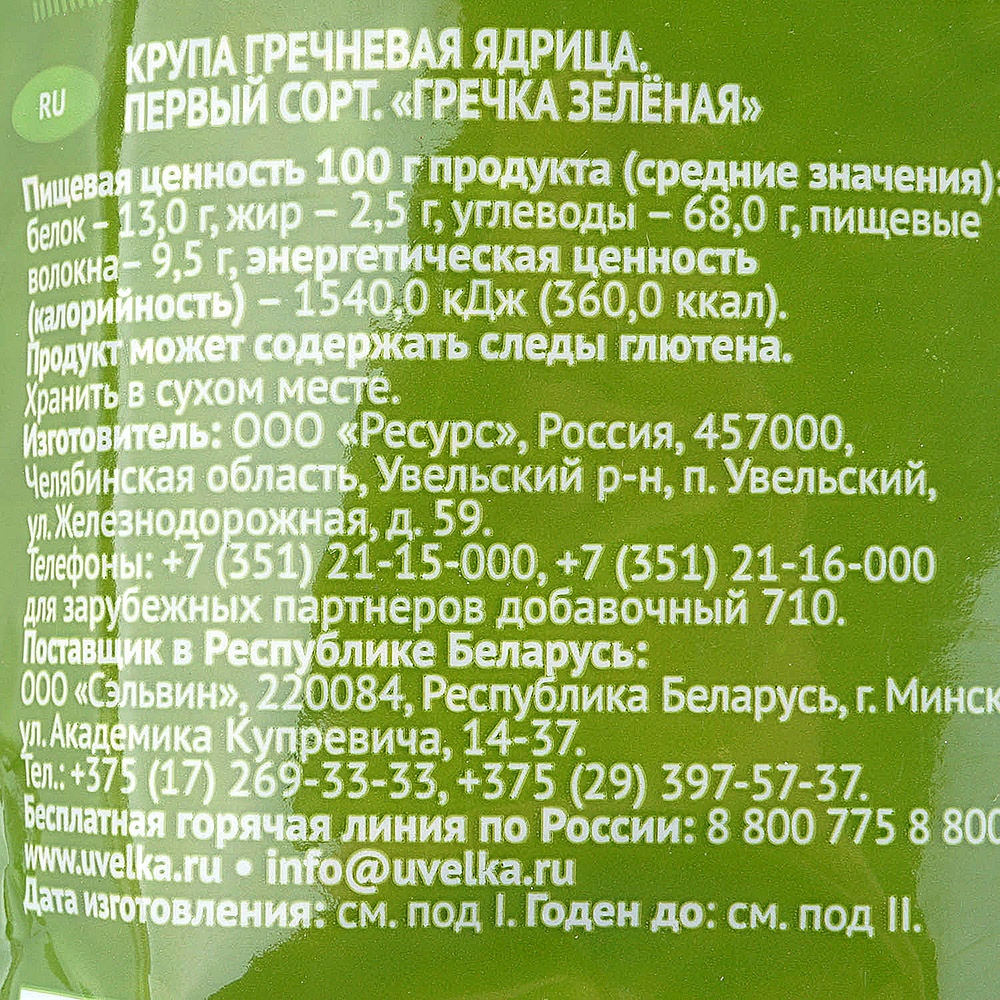 RU
КРУПА ГРЕЧНЕВАЯ ЯДРИЦА.
ПЕРВЫЙ СОРТ. «ГРЕЧКА ЗЕЛЁНАЯ»
Пищевая ценность 100 г продукта (средние значения):
белок – 13,0 г, жир – 2,5 г, углеводы – 68,0 г, пищевые
волокна – 9,5 г, энергетическая ценность
(калорийность) – 1540,0 кДж (360,0 ккал).
Продукт может содержать следы глютена.
Хранить в сухом месте.
Изготовитель: ООО «Ресурс», Россия, 457000,
Челябинская область, Увельский р-н, п. Увельский,
ул. Железнодорожная, д. 59.
Телефоны: +7 (351) 21-15-000, +7 (351) 21-16-000
для зарубежных партнеров добавочный 710.
Поставщик в Республике Беларусь:
ООО «Сэльвин», 220084, Республика Беларусь, г. Минск
ул. Академика Купревича, 14-37.
Тел.: +375 (17) 269-33-33, +375 (29) 397-57-37.
Бесплатная горячая линия по России: 8 800 775 8 800
www.uvelka.ru • info@uvelka.ru
Дата изготовления: см. под I. Годен до: см. под II.